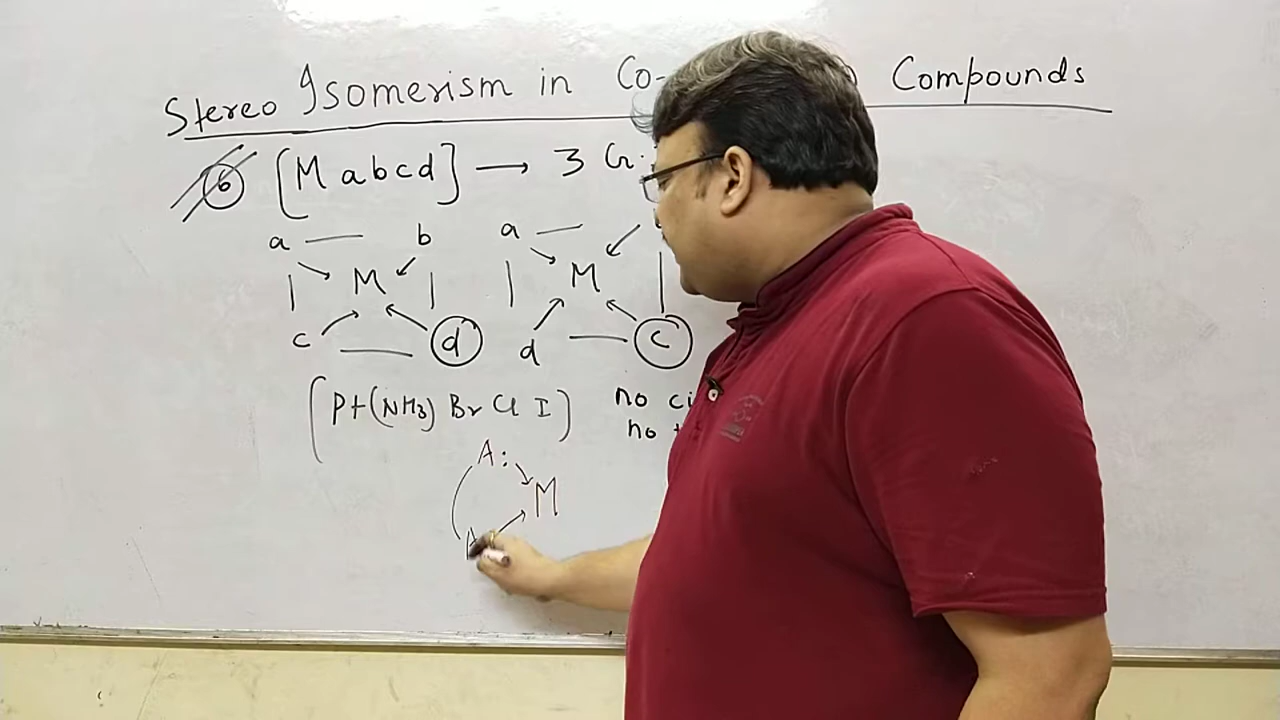 Stereo Isomerism in Co- Compounds
6 [M a b c d] → 3 G.
a b a
M M
c d d c
[Pt(NH3) Br Cl I] no ci
no t
A:
M
A